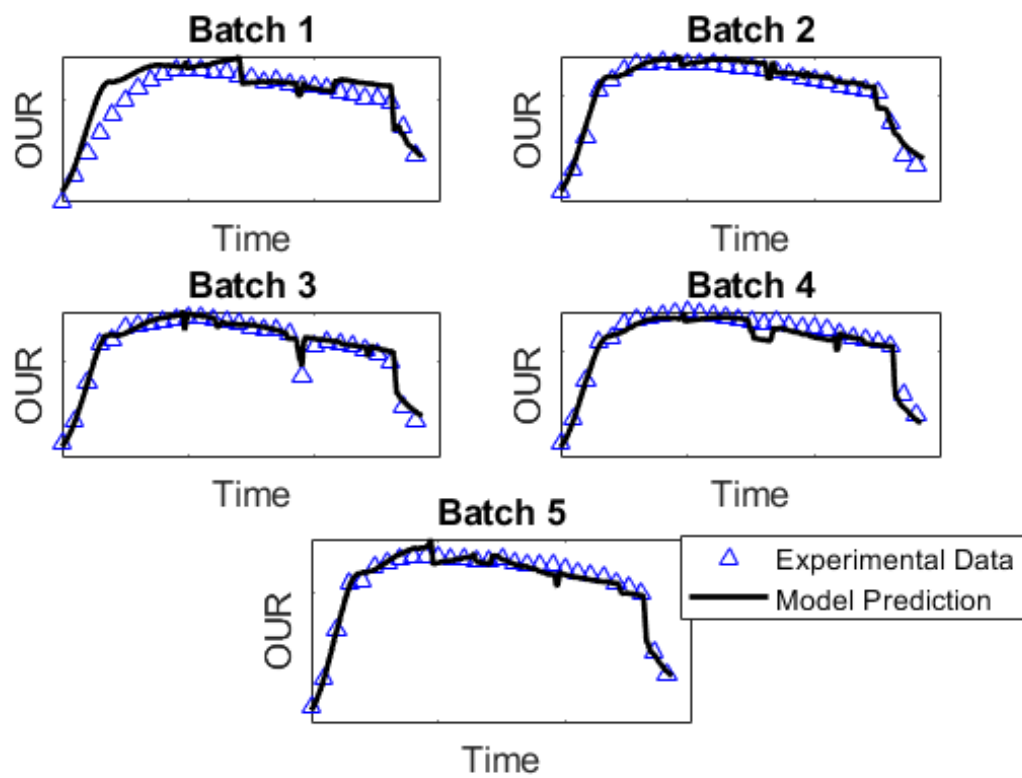 Batch 1
Batch 2
OUR
OUR
Time
Time
Batch 3
Batch 4
OUR
OUR
Time
Time
Batch 5
OUR
Experimental Data
Model Prediction
Time